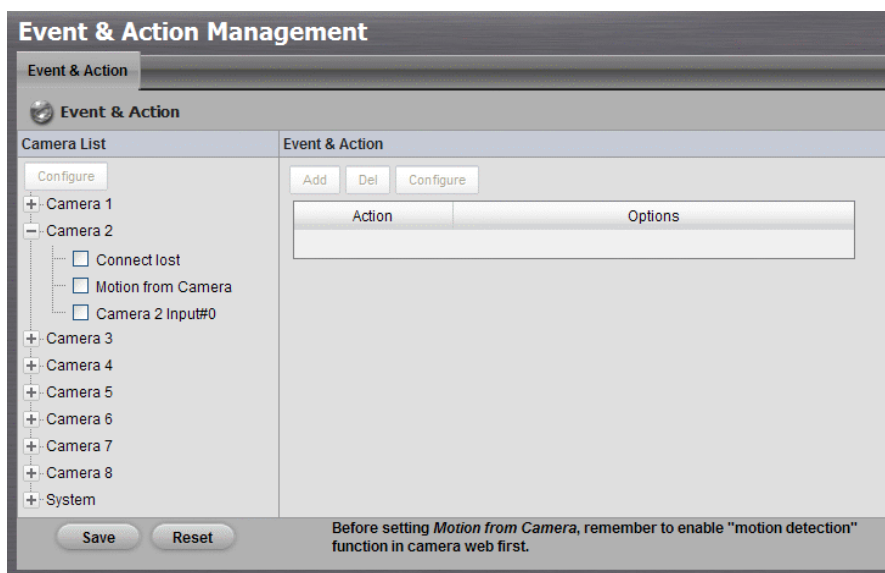 Event & Action Management
Event & Action
Event & Action
Camera List
Configure
Camera 1
Camera 2
Connect lost
Motion from Camera
Camera 2 Input#0
Camera 3
Camera 4
Camera 5
Camera 6
Camera 7
Camera 8
System
Event & Action
Add Del Configure
Action Options
Save Reset
Before setting Motion from Camera, remember to enable "motion detection"
function in camera web first.